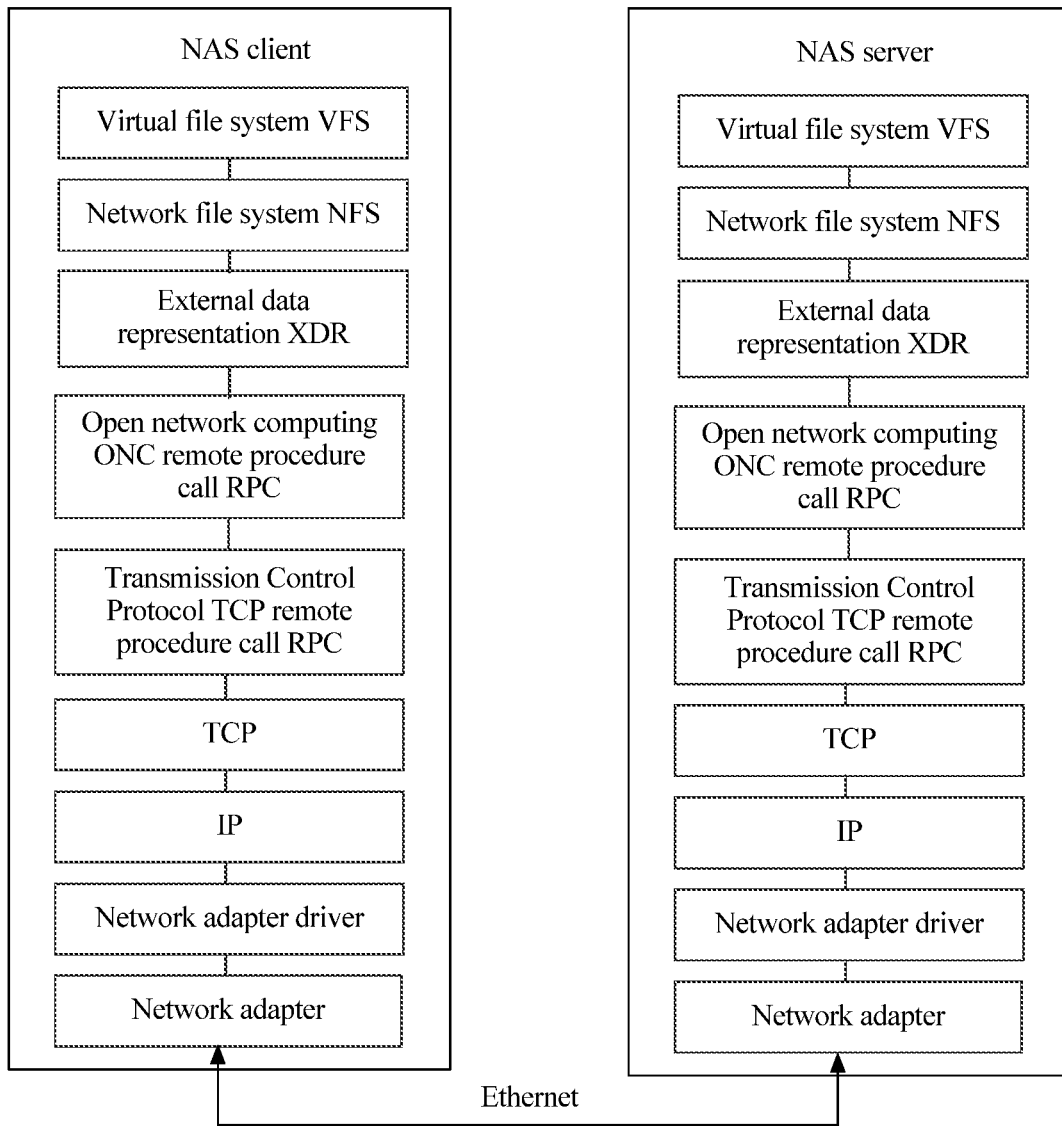 NAS client
Virtual file system VFS
Network file system NFS
External data
representation XDR
Open network computing
ONC remote procedure
call RPC
Transmission Control
Protocol TCP remote
procedure call RPC
TCP
IP
Network adapter driver
Network adapter
NAS server
Virtual file system VFS
Network file system NFS
External data
representation XDR
Open network computing
ONC remote procedure
call RPC
Transmission Control
Protocol TCP remote
procedure call RPC
TCP
IP
Network adapter driver
Network adapter
Ethernet